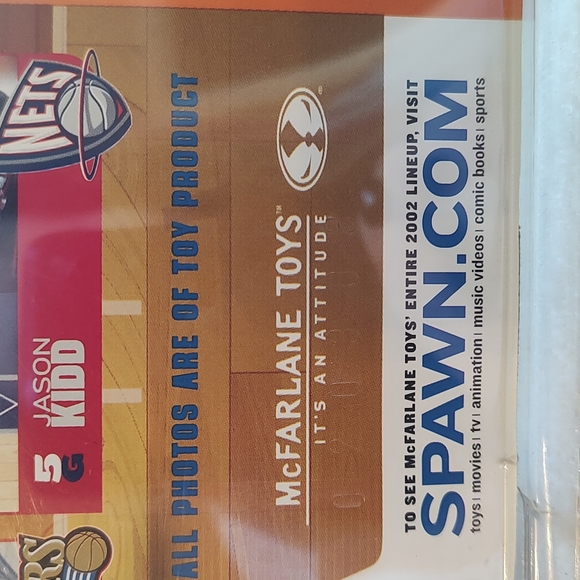 NETS
JASON
KIDD
5
G
ERS
ALL PHOTOS ARE OF TOY PRODUCT
McFARLANE TOYS™
IT'S AN ATTITUDE
TO SEE McFARLANE TOYS' ENTIRE 2002 LINEUP, VISIT
SPAWN.COM
toys | movies | tv | animation | music videos | comic books | sports